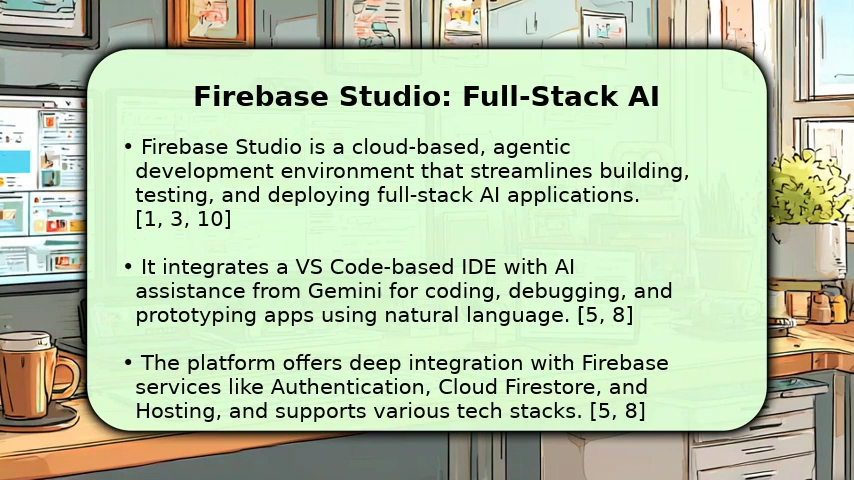 Firebase Studio: Full-Stack AI
• Firebase Studio is a cloud-based, agentic
development environment that streamlines building,
testing, and deploying full-stack AI applications.
[1, 3, 10]
• It integrates a VS Code-based IDE with AI
assistance from Gemini for coding, debugging, and
prototyping apps using natural language. [5, 8]
• The platform offers deep integration with Firebase
services like Authentication, Cloud Firestore, and
Hosting, and supports various tech stacks. [5, 8]